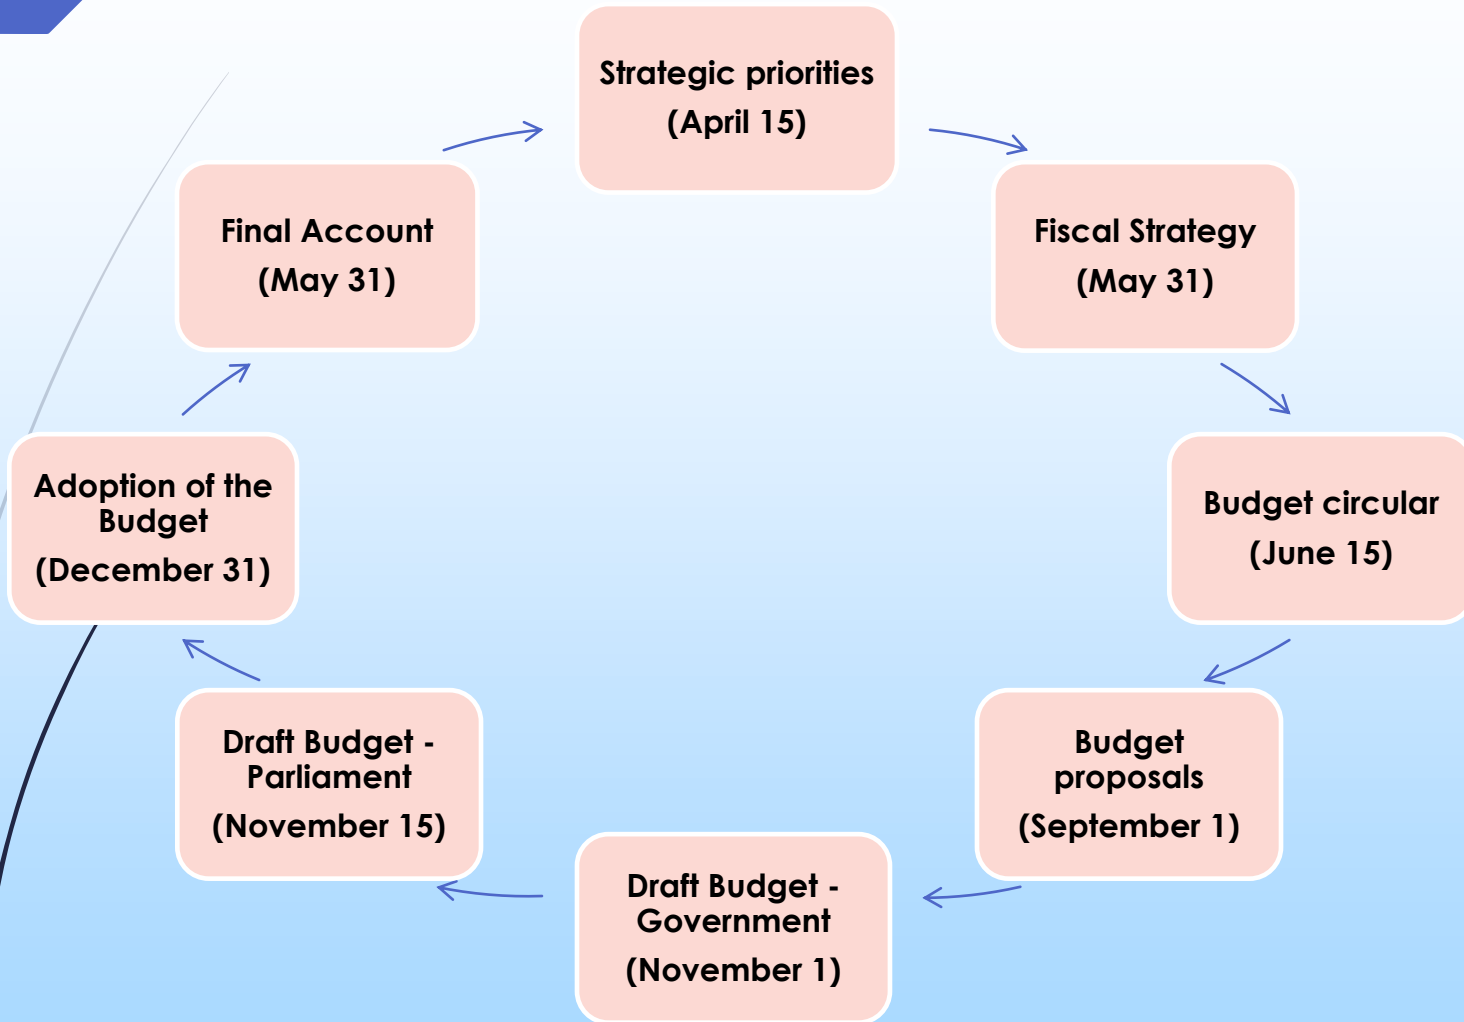 Strategic priorities
(April 15)
Fiscal Strategy
(May 31)
Budget circular
(June 15)
Budget
proposals
(September 1)
Draft Budget -
Government
(November 1)
Draft Budget -
Parliament
(November 15)
Adoption of the
Budget
(December 31)
Final Account
(May 31)